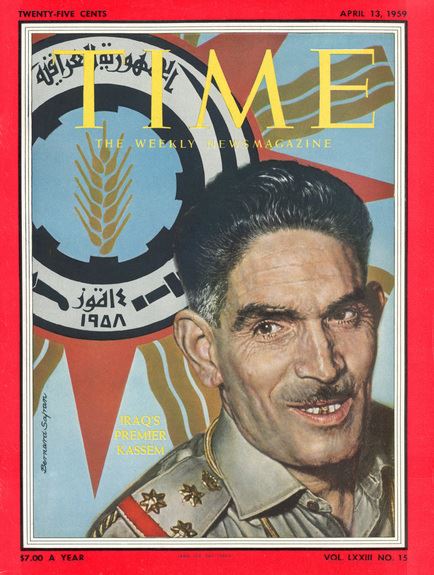 TWENTY-FIVE CENTS
APRIL 13, 1959
TIME
THE WEEKLY NEWSMAGAZINE
الجمهورية العراقية
١٤ تموز
١٩٥٨
IRAQ'S
PREMIER
KASSEM
Bernard Safran
$7.00 A YEAR
VOL. LXXIII NO. 15